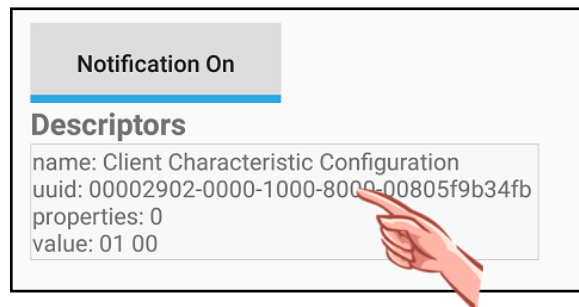 Notification On
Descriptors
name: Client Characteristic Configuration
uuid: 00002902-0000-1000-8000-00805f9b34fb
properties: 0
value: 01 00